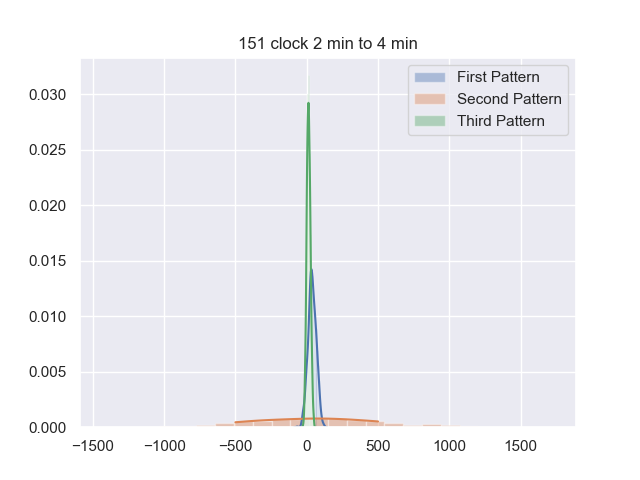 151 clock 2 min to 4 min
First Pattern
Second Pattern
Third Pattern
0.030
0.025
0.020
0.015
0.010
0.005
0.000
−1500 −1000 −500 0 500 1000 1500